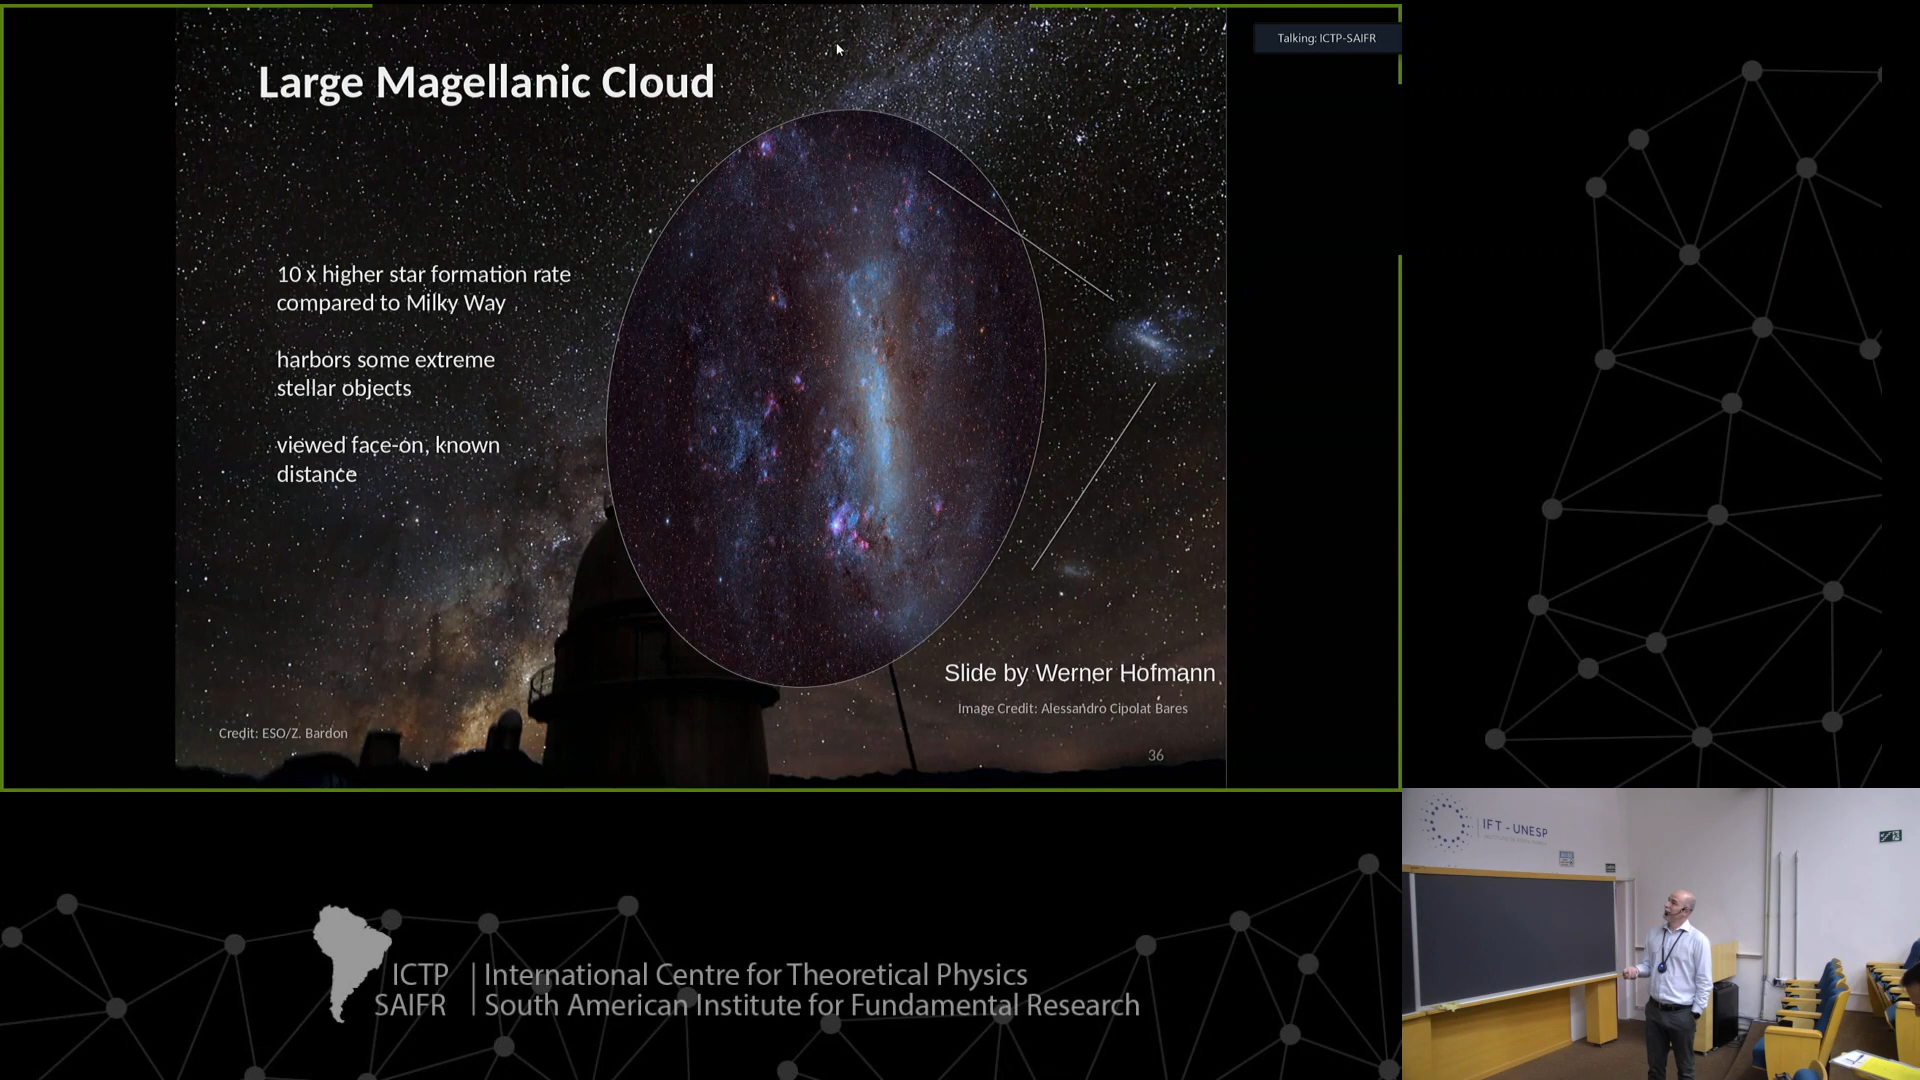 Talking: ICTP-SAIFR
Large Magellanic Cloud
10 x higher star formation rate
compared to Milky Way
harbors some extreme
stellar objects
viewed face-on, known
distance
Slide by Werner Hofmann
Image Credit: Alessandro Cipolat Bares
Credit: ESO/Z. Bardon
36
IFT - UNESP
ICTP
SAIFR
International Centre for Theoretical Physics
South American Institute for Fundamental Research